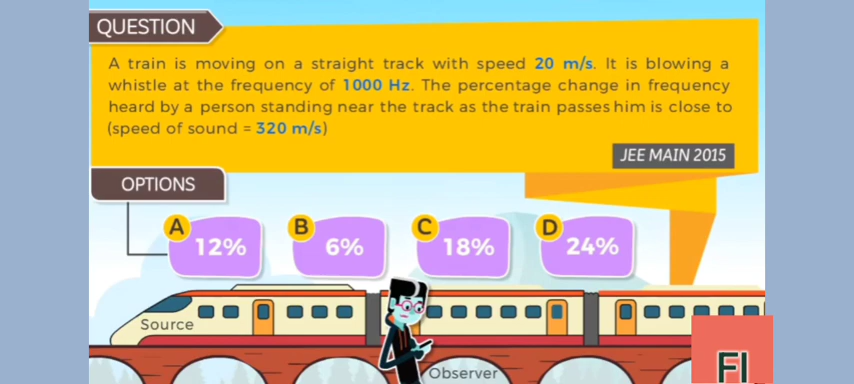 QUESTION
A train is moving on a straight track with speed 20 m/s. It is blowing a
whistle at the frequency of 1000 Hz. The percentage change in frequency
heard by a person standing near the track as the train passes him is close to
(speed of sound = 320 m/s)
JEE MAIN 2015
OPTIONS
A 12%
B 6%
C 18%
D 24%
Source
Observer
FI